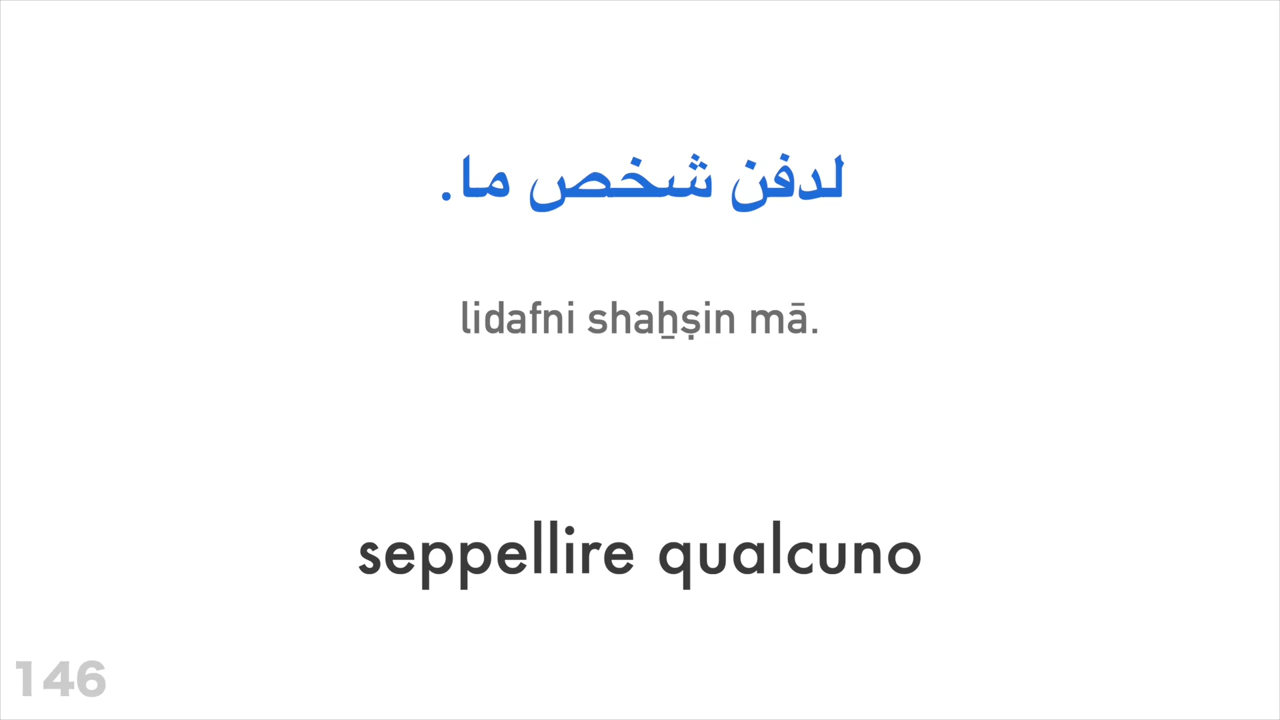 لدفن شخص ما.
lidafni shaẖṣin mā.
seppellire qualcuno
146